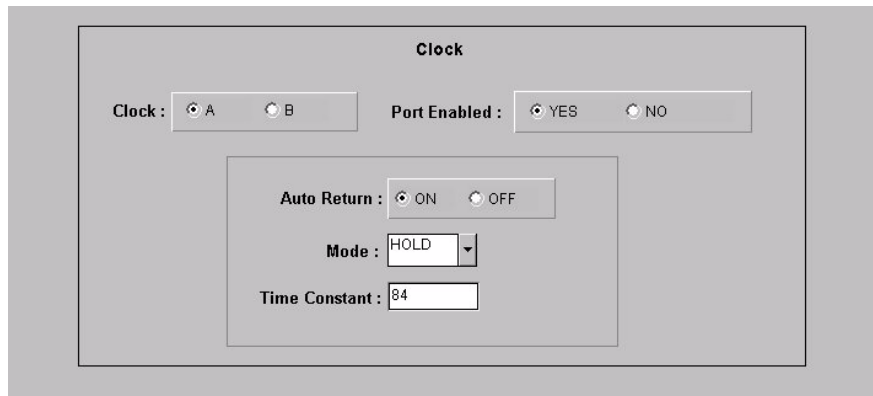 Clock
Clock : A B Port Enabled : YES NO
Auto Return : ON OFF
Mode : HOLD
Time Constant : 84